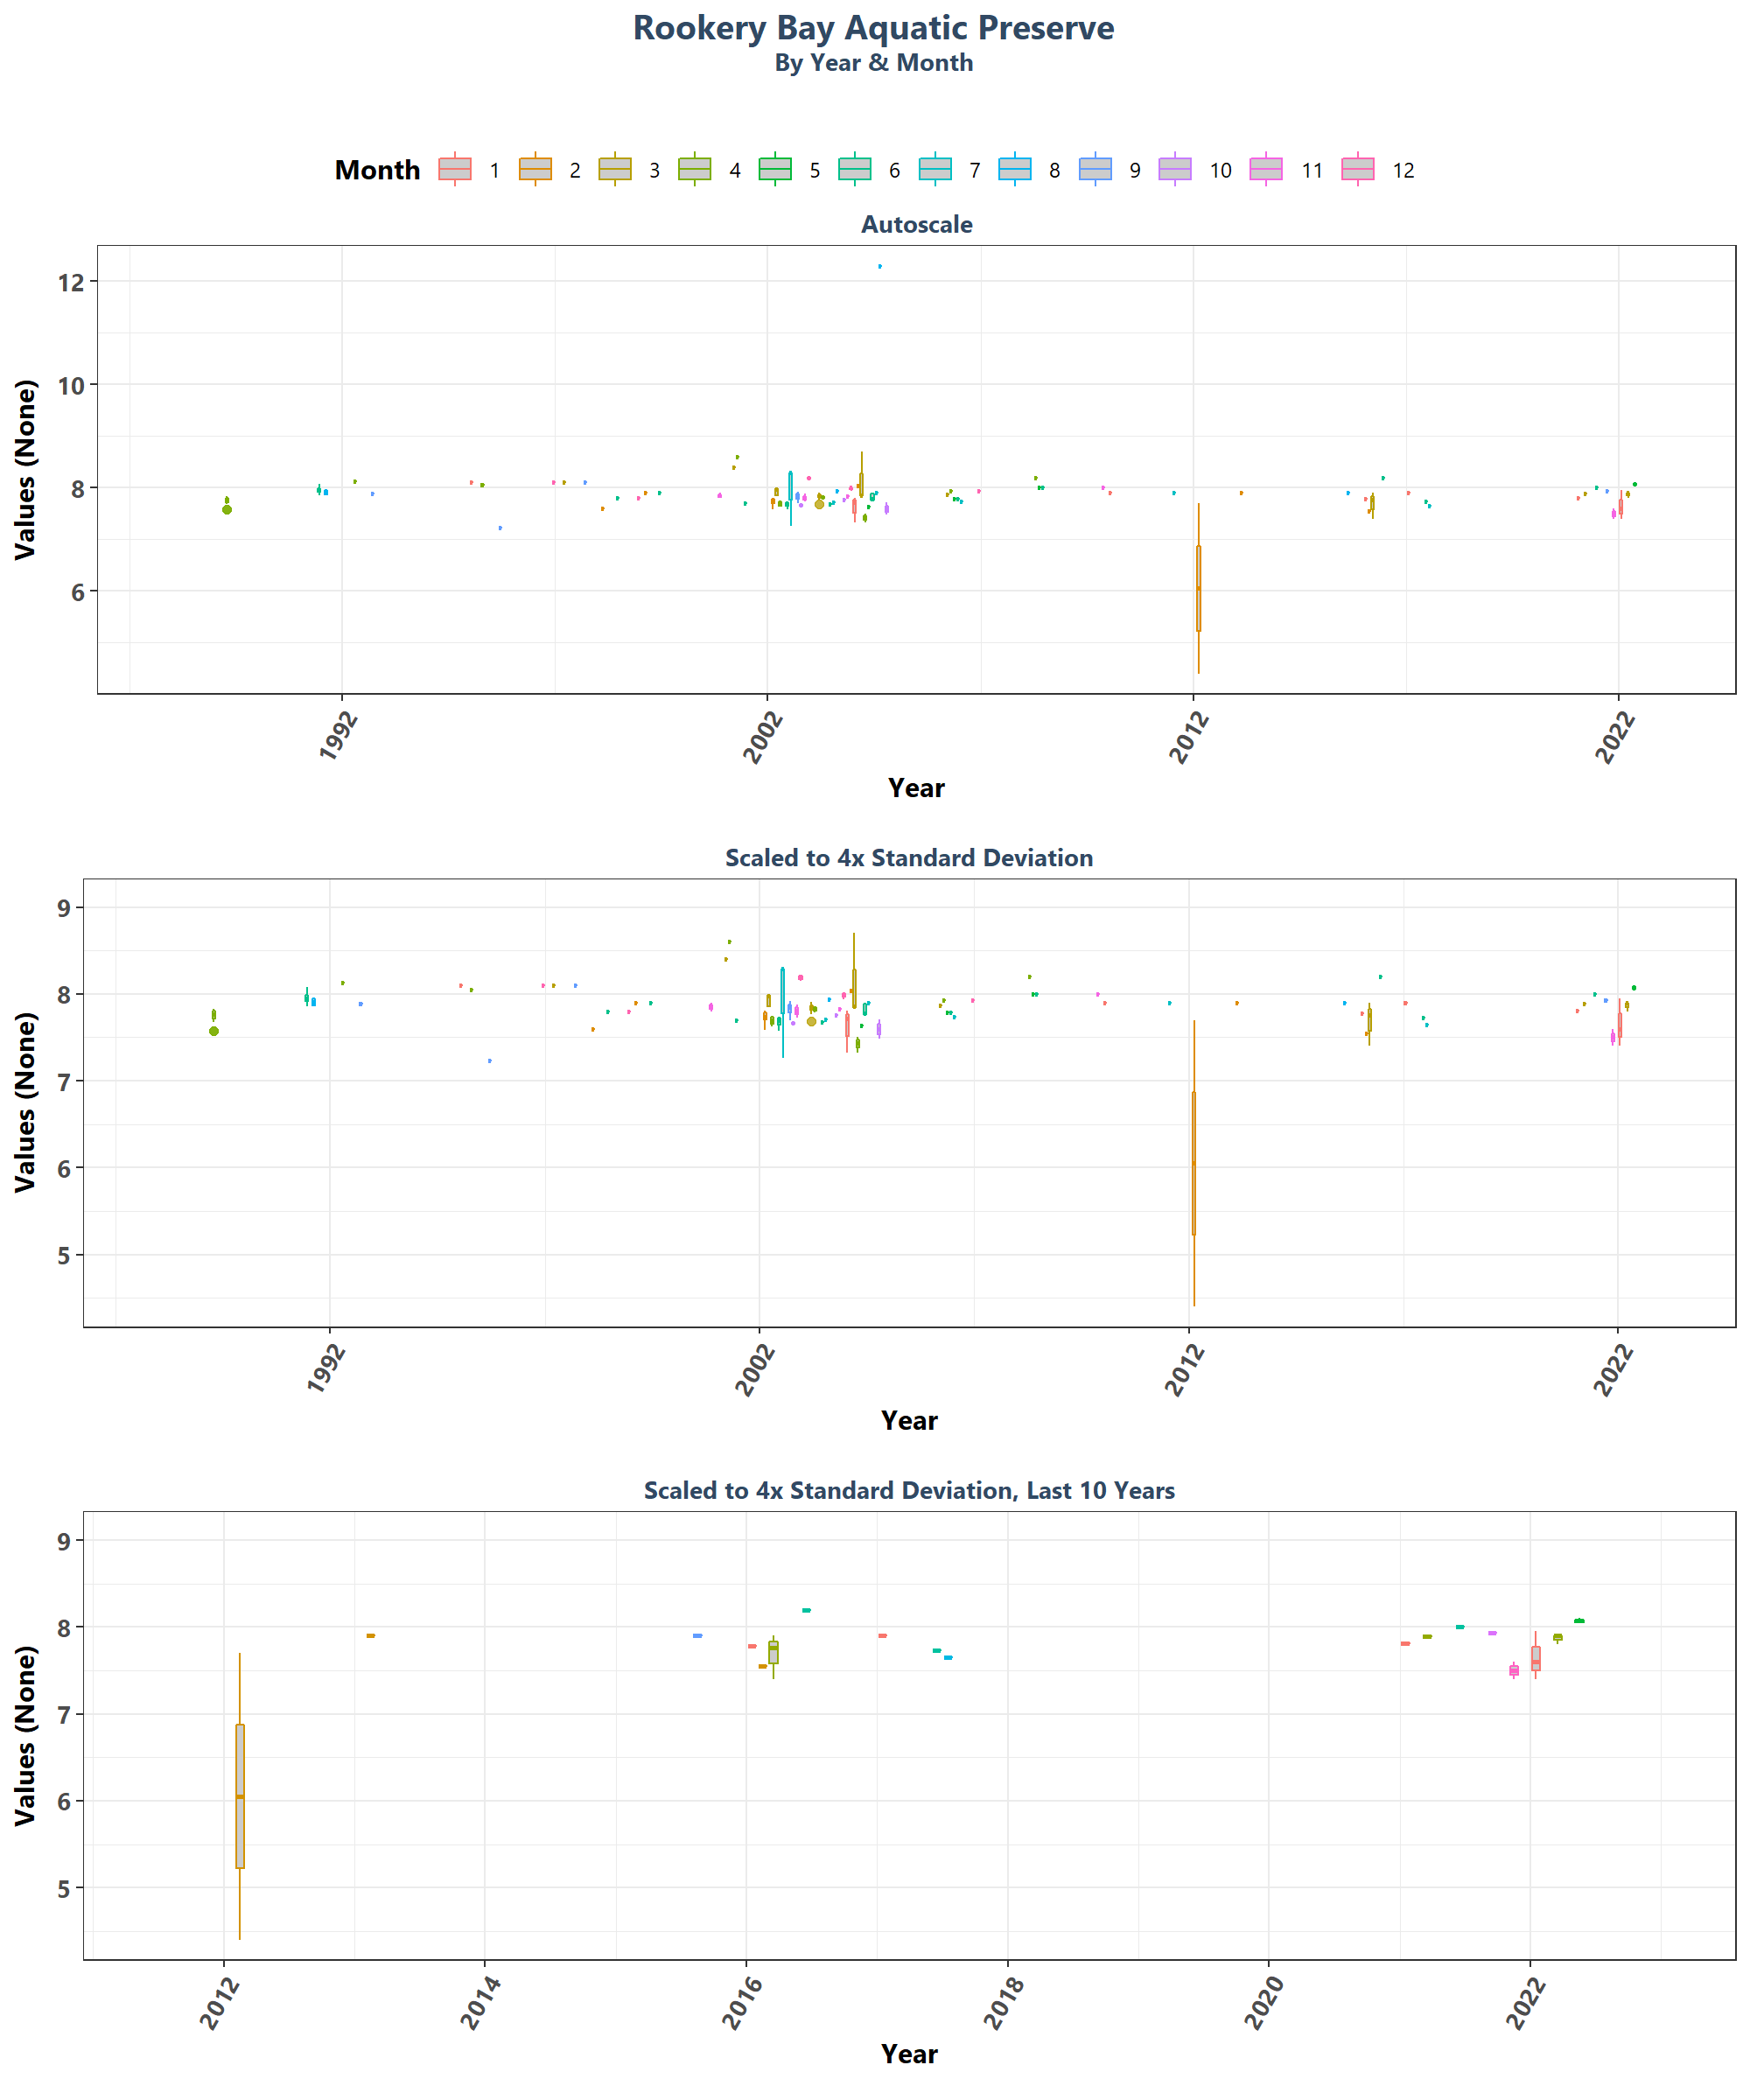 Rookery Bay Aquatic Preserve
By Year & Month
Month 1 2 3 4 5 6 7 8 9 10 11 12
Autoscale
Values (None)
12
10
8
6
1992 2002 2012 2022
Year
Scaled to 4x Standard Deviation
Values (None)
9
8
7
6
5
1992 2002 2012 2022
Year
Scaled to 4x Standard Deviation, Last 10 Years
Values (None)
9
8
7
6
5
2012 2014 2016 2018 2020 2022
Year